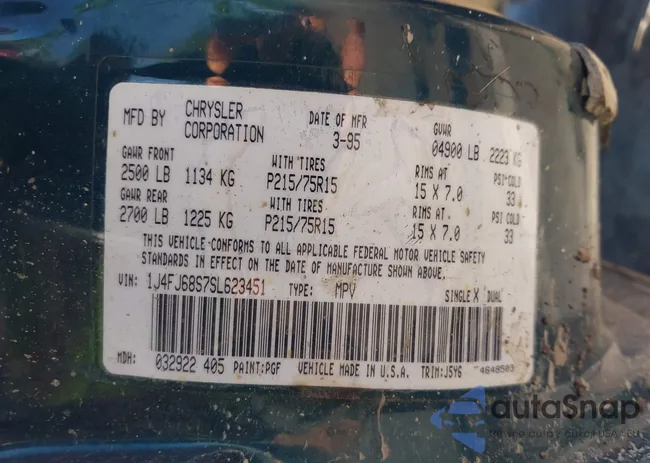 MFD BY CHRYSLER CORPORATION DATE OF MFR 3-95 GVWR 04900 LB 2223 KG
GAWR FRONT WITH TIRES RIMS AT PSI COLD
2500 LB 1134 KG P215/75R15 15 X 7.0 33
GAWR REAR WITH TIRES RIMS AT PSI COLD
2700 LB 1225 KG P215/75R15 15 X 7.0 33
THIS VEHICLE CONFORMS TO ALL APPLICABLE FEDERAL MOTOR VEHICLE SAFETY
STANDARDS IN EFFECT ON THE DATE OF MANUFACTURE SHOWN ABOVE.
VIN: 1J4FJ68S7SL623451 TYPE: MPV SINGLE X DUAL
MDH: 032922 405 PAINT:PGF VEHICLE MADE IN U.S.A. TRIM:J5Y6 4648503
autoSnap